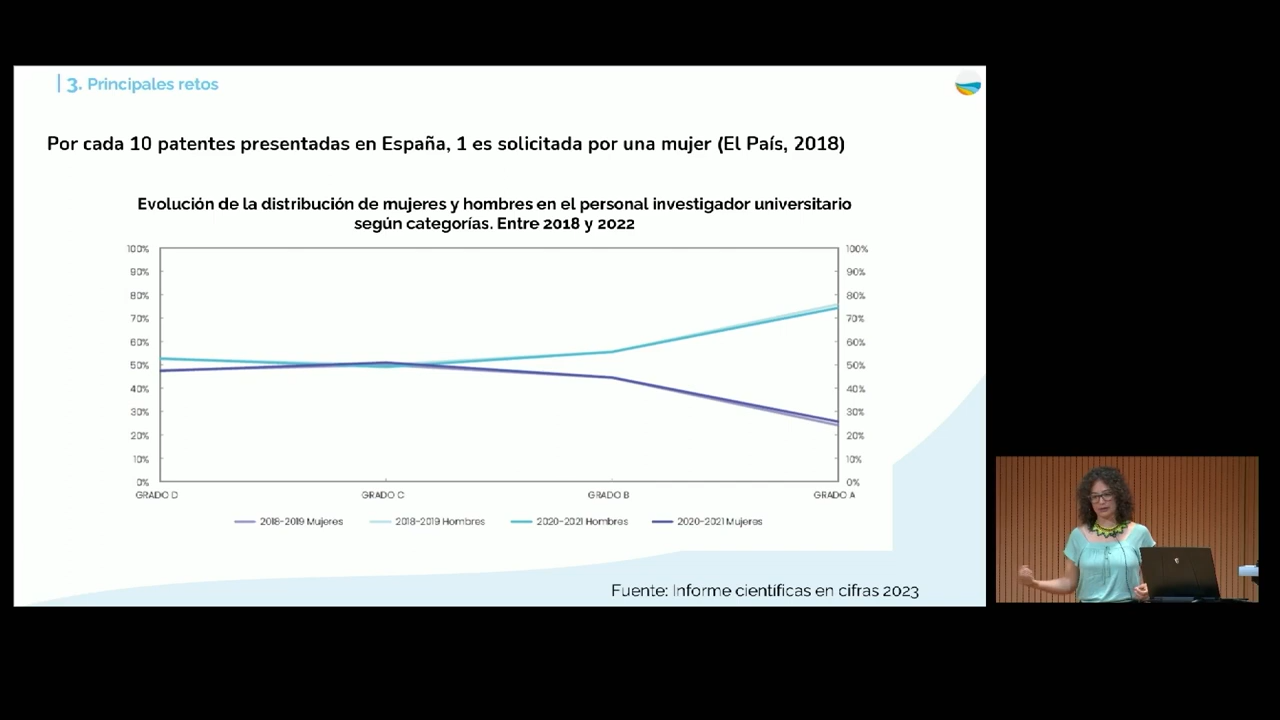 | 3. Principales retos
Por cada 10 patentes presentadas en España, 1 es solicitada por una mujer (El País, 2018)
Evolución de la distribución de mujeres y hombres en el personal investigador universitario
según categorías. Entre 2018 y 2022
100% 100%
90% 90%
80% 80%
70% 70%
60% 60%
50% 50%
40% 40%
30% 30%
20% 20%
10% 10%
0% 0%
GRADO D GRADO C GRADO B GRADO A
2018-2019 Mujeres 2018-2019 Hombres 2020-2021 Hombres 2020-2021 Mujeres
Fuente: Informe científicas en cifras 2023